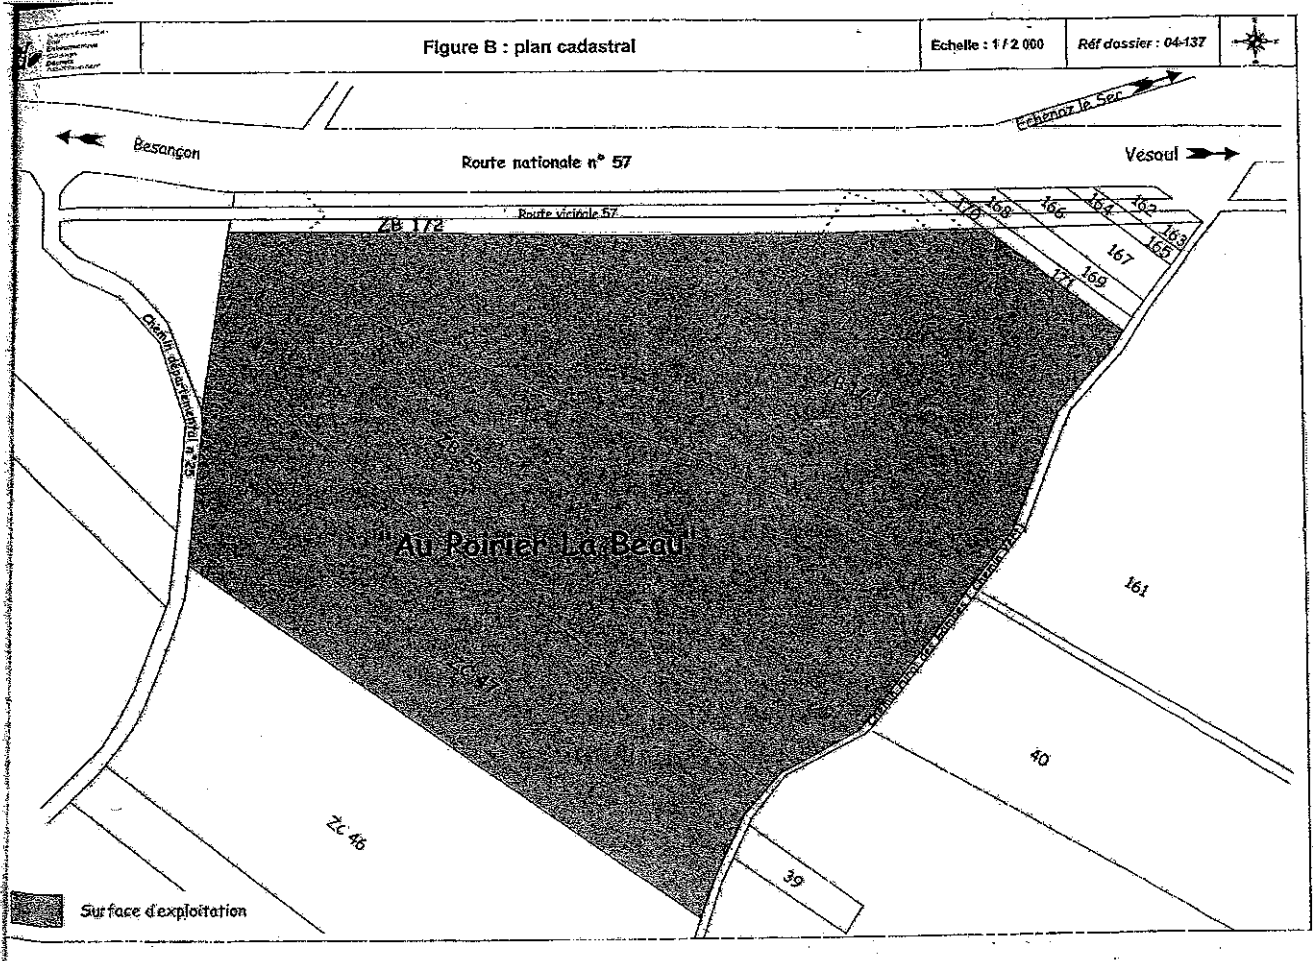 Figure B : plan cadastral
Echelle : 1 / 2 000
Réf dossier : 04-137
Echenoz le Sec
Besançon
Route nationale n° 57
Vesoul
Route vicinale 57
ZB 172
170
168
166
164
162
163
165
167
169
171
Chemin départemental n°25
"Au Poirier La Beau"
161
40
ZC 46
39
Surface d'exploitation